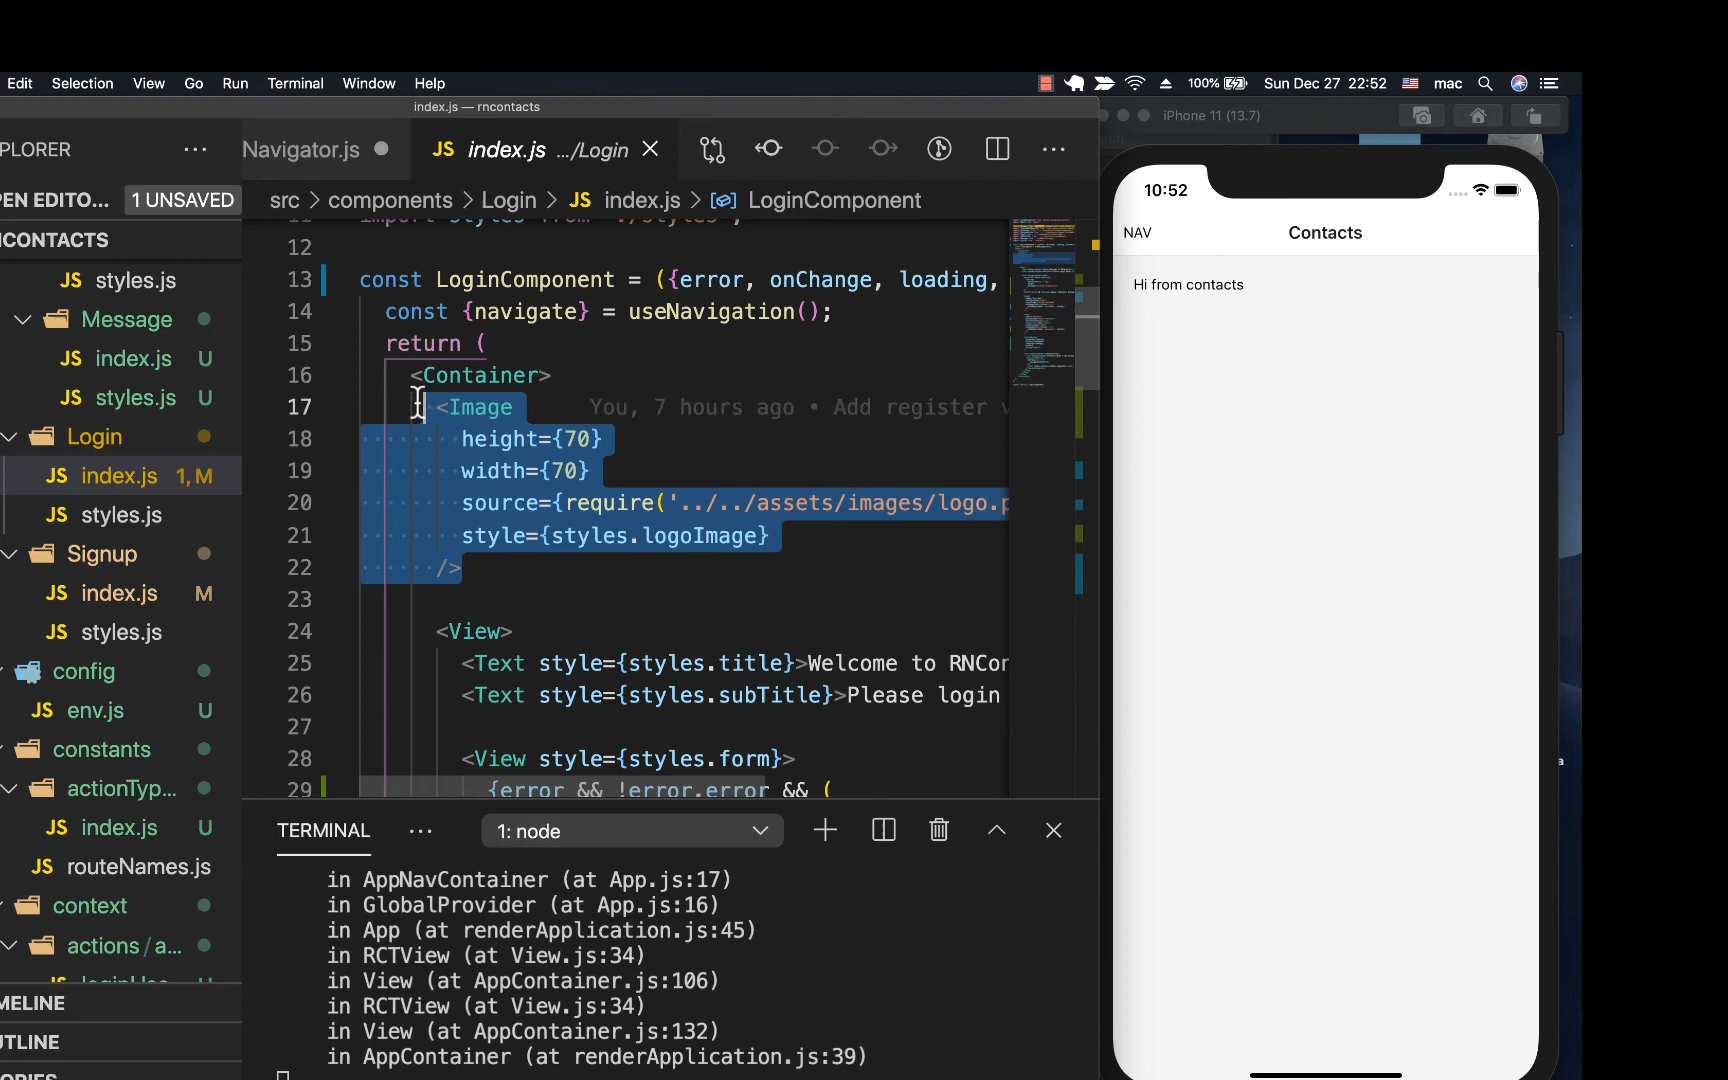 Edit Selection View Go Run Terminal Window Help
100% Sun Dec 27 22:52 mac
index.js — rncontacts
PLORER ...
EN EDITO... 1 UNSAVED
NCONTACTS
JS styles.js
Message
JS index.js U
JS styles.js U
Login
JS index.js 1, M
JS styles.js
Signup
JS index.js M
JS styles.js
config
JS env.js U
constants
actionTyp...
JS index.js U
JS routeNames.js
context
actions / a...
MELINE
UTLINE
Navigator.js
JS index.js .../Login
src > components > Login > JS index.js > LoginComponent
import styles from './styles';
12
13 const LoginComponent = ({error, onChange, loading,
14 const {navigate} = useNavigation();
15 return (
16 <Container>
17 <Image You, 7 hours ago • Add register
18 height={70}
19 width={70}
20 source={require('../../assets/images/logo.p
21 style={styles.logoImage}
22 />
23
24 <View>
25 <Text style={styles.title}>Welcome to RNCon
26 <Text style={styles.subTitle}>Please login
27
28 <View style={styles.form}>
29 {error && !error.error && (
TERMINAL ... 1: node
in AppNavContainer (at App.js:17)
in GlobalProvider (at App.js:16)
in App (at renderApplication.js:45)
in RCTView (at View.js:34)
in View (at AppContainer.js:106)
in RCTView (at View.js:34)
in View (at AppContainer.js:132)
in AppContainer (at renderApplication.js:39)
iPhone 11 (13.7)
10:52
NAV Contacts
Hi from contacts